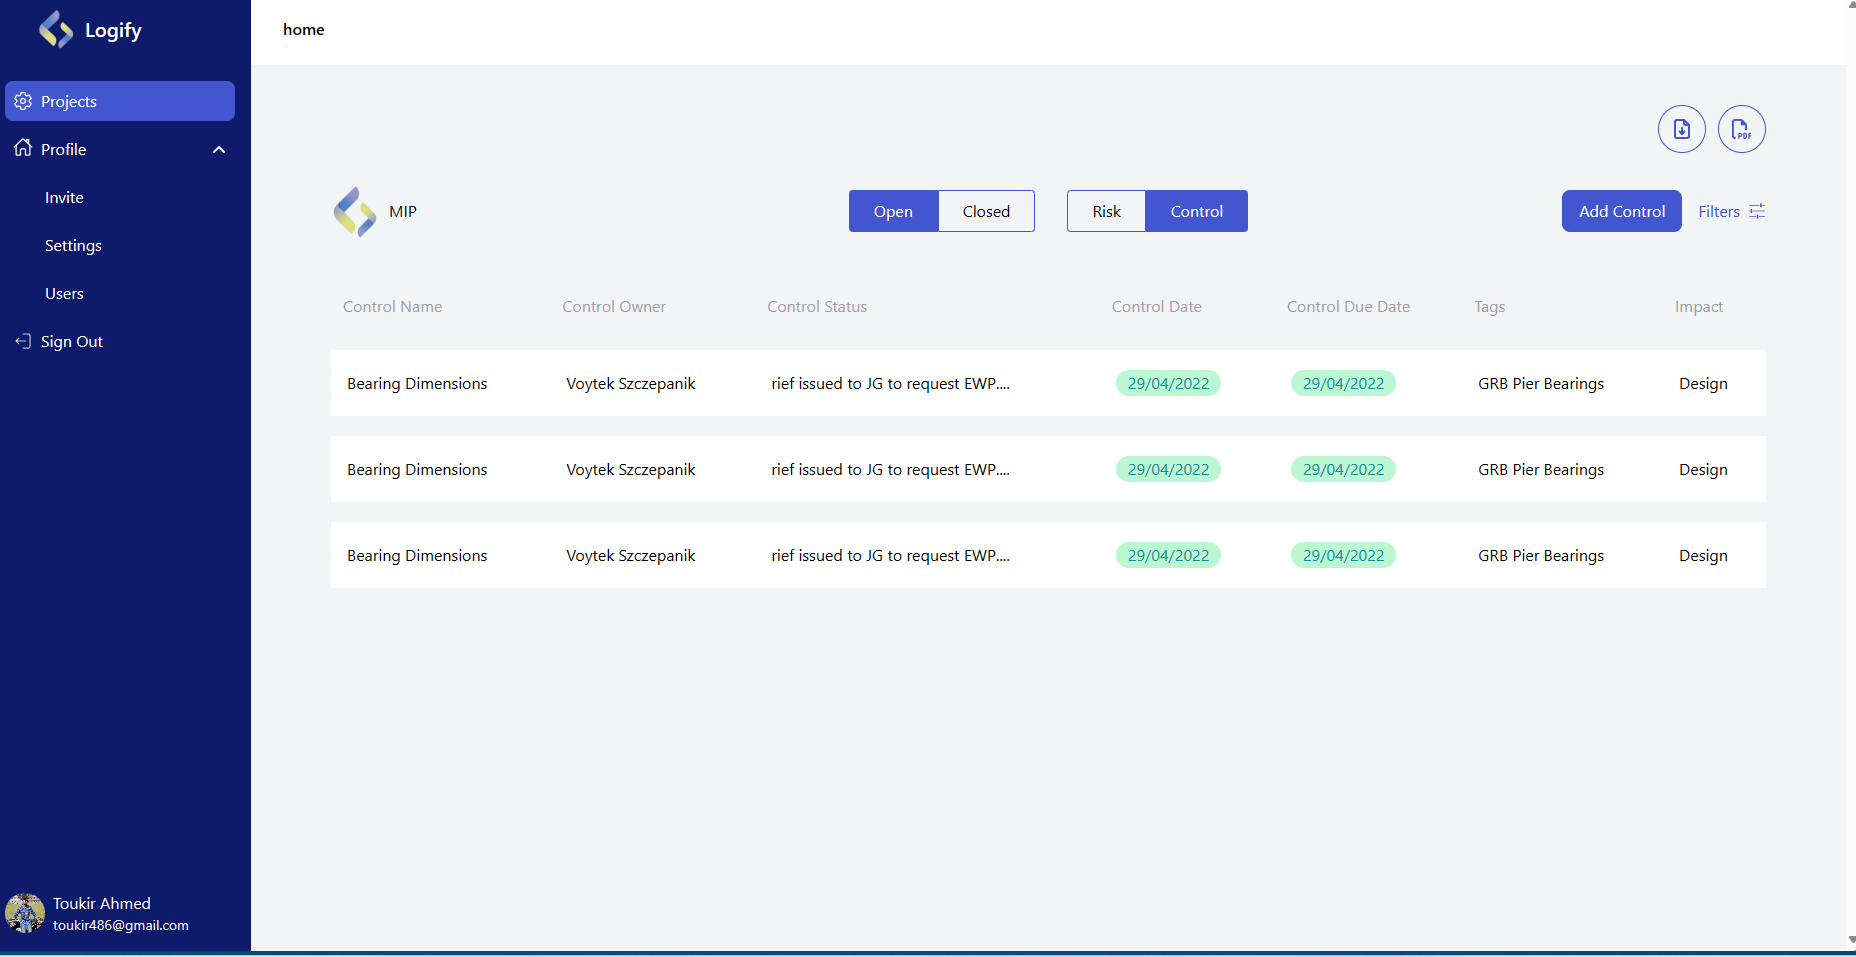 Logify
home
Projects
Profile
Invite
Settings
Users
Sign Out
PDF
MIP
Open Closed Risk Control Add Control Filters
Control Name Control Owner Control Status Control Date Control Due Date Tags Impact
Bearing Dimensions Voytek Szczepanik rief issued to JG to request EWP.... 29/04/2022 29/04/2022 GRB Pier Bearings Design
Bearing Dimensions Voytek Szczepanik rief issued to JG to request EWP.... 29/04/2022 29/04/2022 GRB Pier Bearings Design
Bearing Dimensions Voytek Szczepanik rief issued to JG to request EWP.... 29/04/2022 29/04/2022 GRB Pier Bearings Design
Toukir Ahmed
toukir486@gmail.com